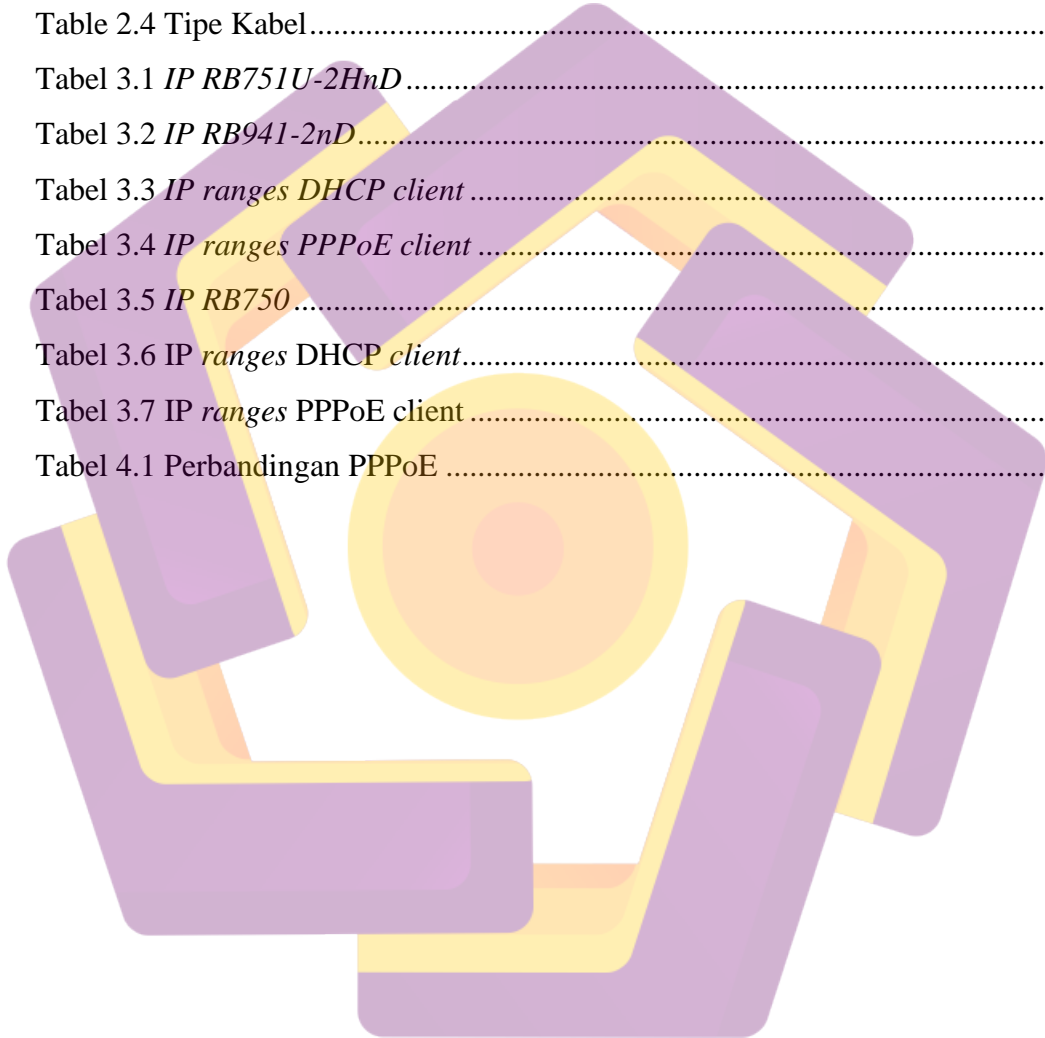 Table 2.4 Tipe Kabel................................................................................................
Tabel 3.1 IP RB751U-2HnD................................................................................
Tabel 3.2 IP RB941-2nD.......................................................................................
Tabel 3.3 IP ranges DHCP client........................................................................
Tabel 3.4 IP ranges PPPoE client.......................................................................
Tabel 3.5 IP RB750................................................................................................
Tabel 3.6 IP ranges DHCP client.........................................................................
Tabel 3.7 IP ranges PPPoE client........................................................................
Tabel 4.1 Perbandingan PPPoE............................................................................